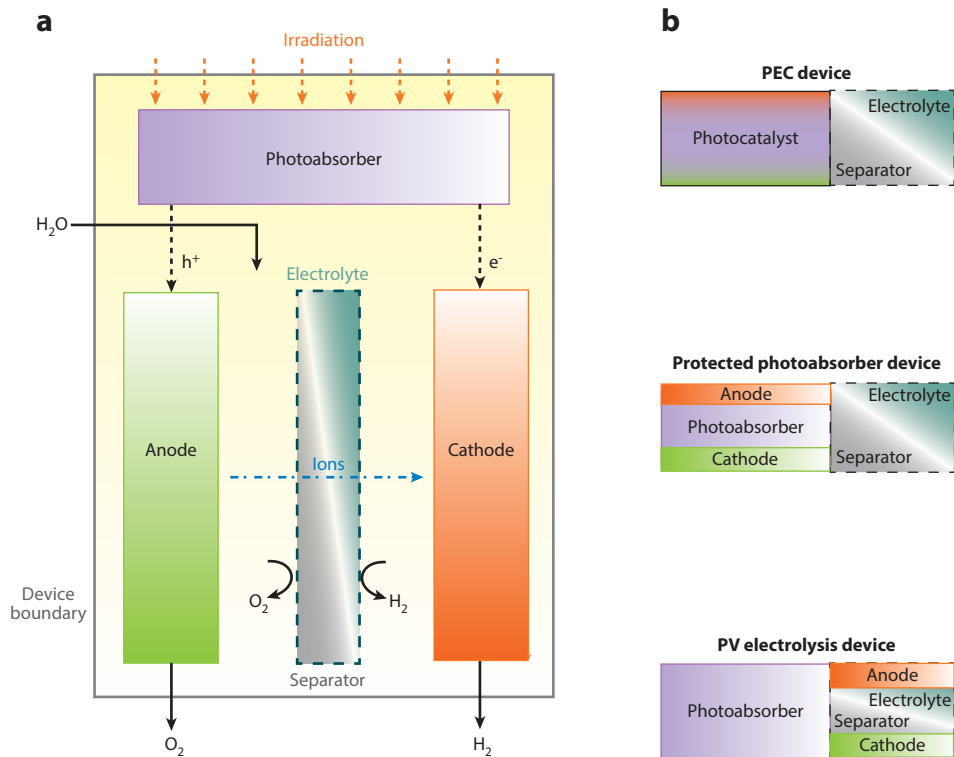 a
Irradiation
Photoabsorber
H₂O
h⁺
e⁻
Electrolyte
Anode
Cathode
Ions
O₂
H₂
Device
boundary
Separator
O₂
H₂
b
PEC device
Photocatalyst
Electrolyte
Separator
Protected photoabsorber device
Anode
Photoabsorber
Cathode
Electrolyte
Separator
PV electrolysis device
Photoabsorber
Anode
Electrolyte
Separator
Cathode